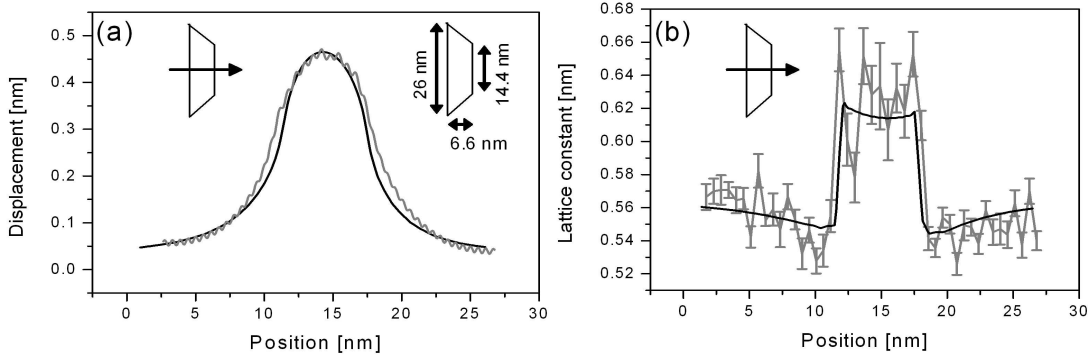 (a)
0.5
0.4
0.3
0.2
0.1
0.0
Displacement [nm]
26 nm
14.4 nm
6.6 nm
0 5 10 15 20 25 30
Position [nm]
(b)
0.68
0.66
0.64
0.62
0.60
0.58
0.56
0.54
0.52
Lattice constant [nm]
0 5 10 15 20 25 30
Position [nm]